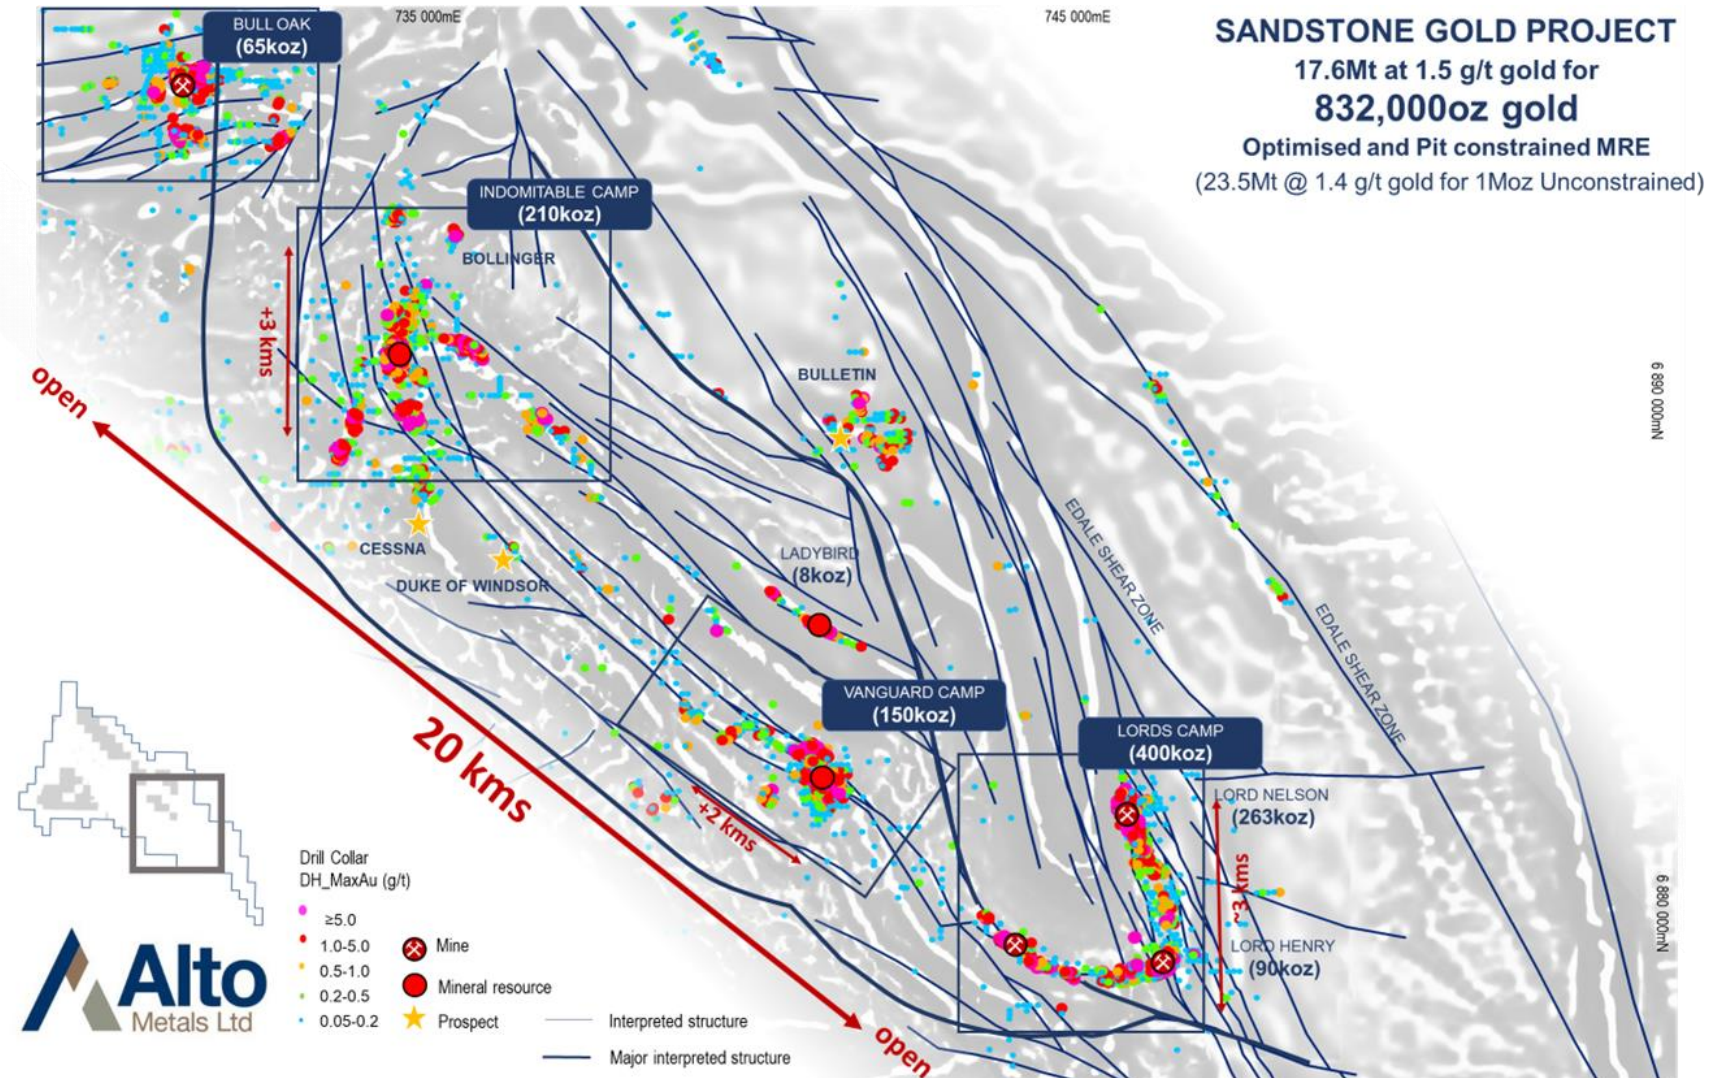 735 000mE
745 000mE
SANDSTONE GOLD PROJECT
17.6Mt at 1.5 g/t gold for
832,000oz gold
Optimised and Pit constrained MRE
(23.5Mt @ 1.4 g/t gold for 1Moz Unconstrained)
BULL OAK
(65koz)
INDOMITABLE CAMP
(210koz)
BOLLINGER
+3 kms
open
BULLETIN
6 890 000mN
CESSNA
DUKE OF WINDSOR
LADYBIRD
(8koz)
EDALE SHEAR ZONE
EDALE SHEAR ZONE
VANGUARD CAMP
(150koz)
LORDS CAMP
(400koz)
20 kms
+2 kms
LORD NELSON
(263koz)
~3 kms
6 880 000mN
LORD HENRY
(90koz)
open
Drill Collar
DH_MaxAu (g/t)
≥5.0
1.0-5.0
0.5-1.0
0.2-0.5
0.05-0.2
Mine
Mineral resource
Prospect
Interpreted structure
Major interpreted structure
Alto
Metals Ltd